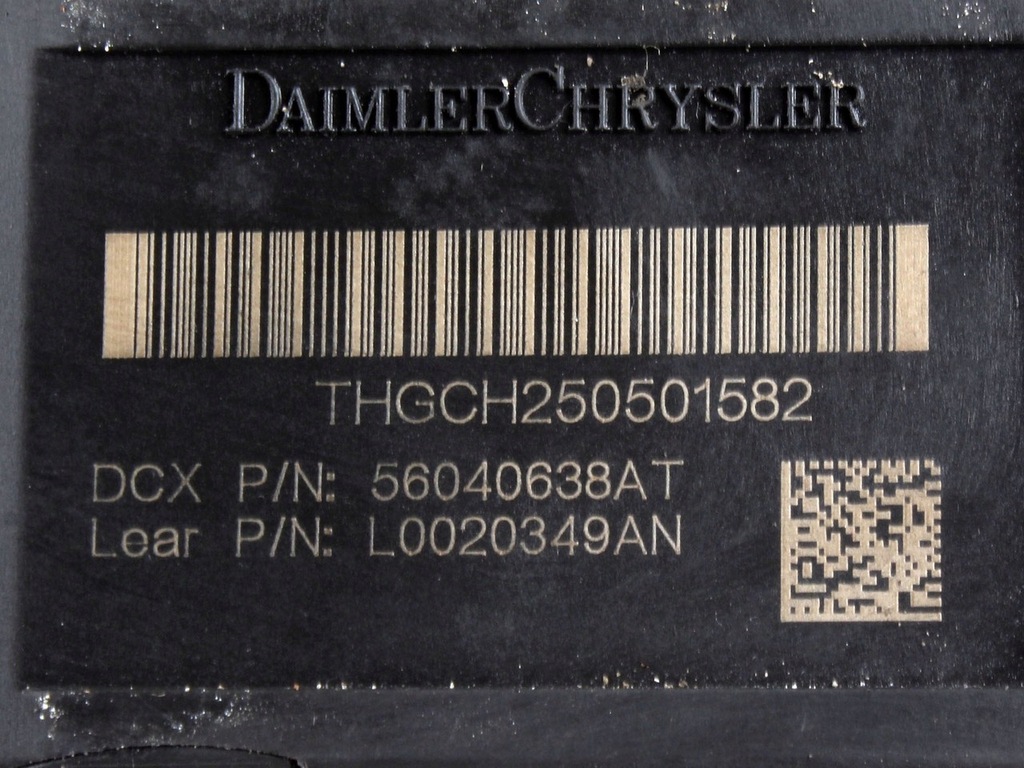 DAIMLERCHRYSLER
THGCH250501582
DCX P/N: 56040638AT
Lear P/N: L0020349AN